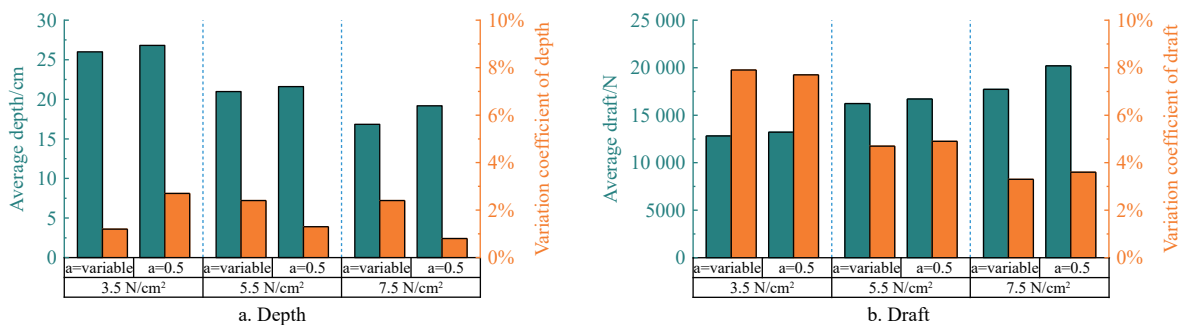 Average depth/cm
30
25
20
15
10
5
0
10%
8%
6%
4%
2%
0%
Variation coefficient of depth
a=variable a=0.5 a=variable a=0.5 a=variable a=0.5
3.5 N/cm² 5.5 N/cm² 7.5 N/cm²
a. Depth
Average draft/N
25 000
20 000
15 000
10 000
5000
0
10%
8%
6%
4%
2%
0%
Variation coefficient of draft
a=variable a=0.5 a=variable a=0.5 a=variable a=0.5
3.5 N/cm² 5.5 N/cm² 7.5 N/cm²
b. Draft